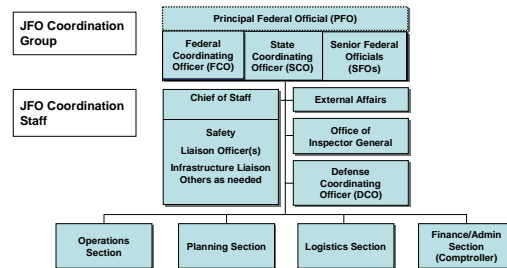 JFO Coordination
Group
Principal Federal Official (PFO)
Federal
Coordinating
Officer (FCO)
State
Coordinating
Officer (SCO)
Senior Federal
Officials
(SFOs)
JFO Coordination
Staff
Chief of Staff
Safety
Liaison Officer(s)
Infrastructure Liaison
Others as needed
External Affairs
Office of
Inspector General
Defense
Coordinating
Officer (DCO)
Operations
Section
Planning Section
Logistics Section
Finance/Admin
Section
(Comptroller)